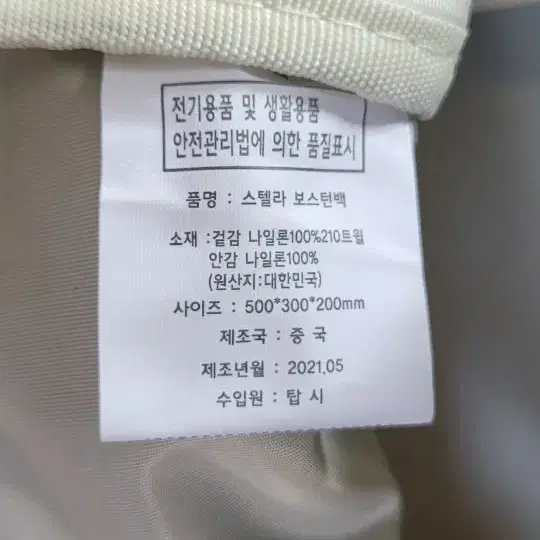 전기용품 및 생활용품
안전관리법에 의한 품질표시
품명 : 스텔라 보스턴백
소재 :겉감 나일론100%210트윌
안감 나일론100%
(원산지:대한민국)
사이즈 : 500*300*200mm
제조국 : 중 국
제조년월 : 2021.05
수입원 : 탑 시